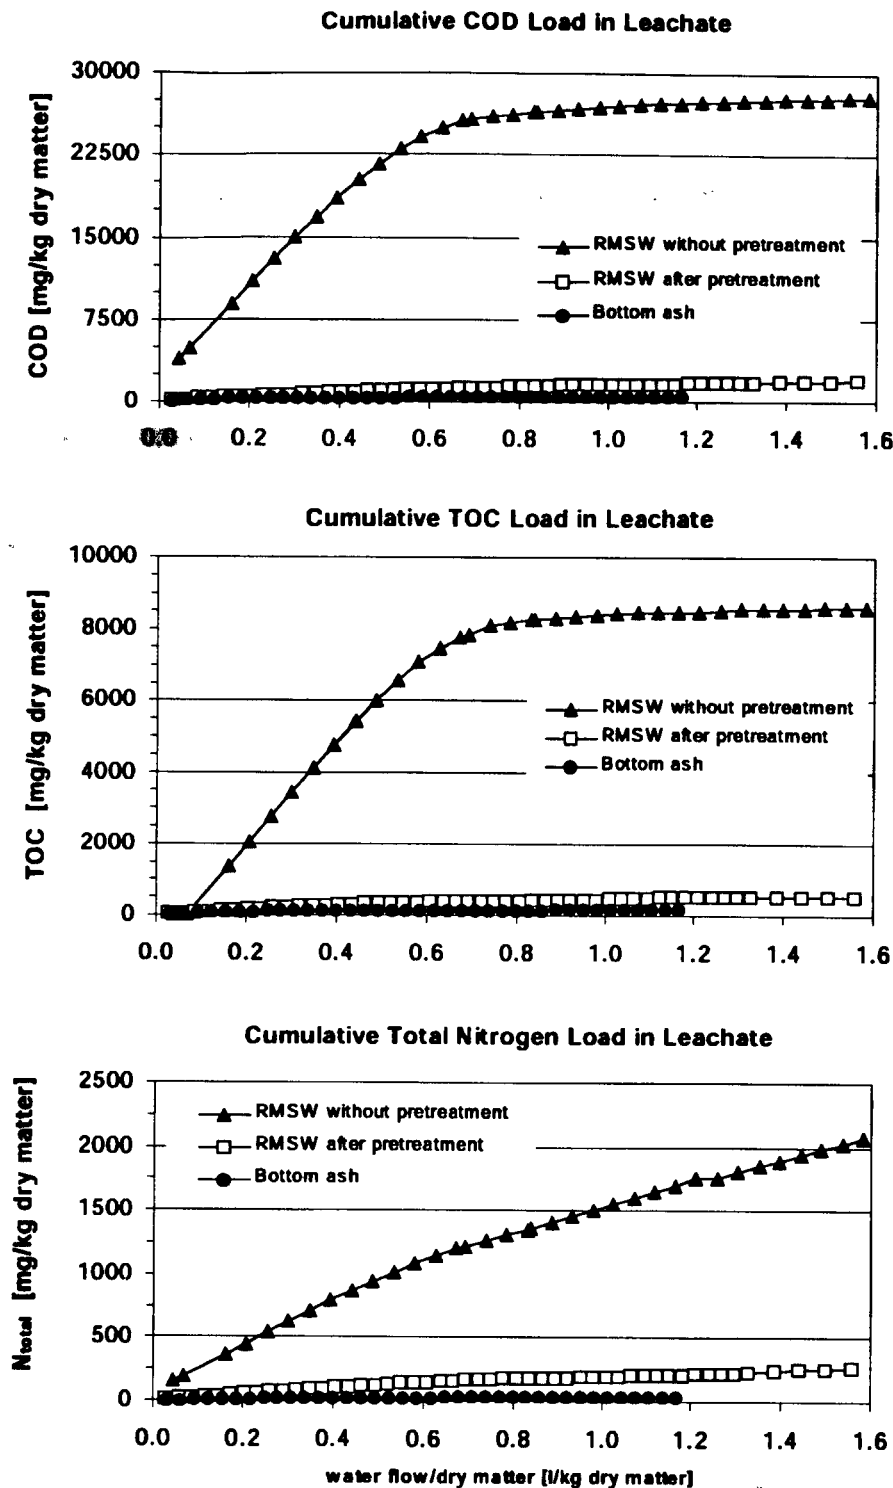 Cumulative COD Load in Leachate
30000
22500
15000
7500
0
COD [mg/kg dry matter]
RMSW without pretreatment
RMSW after pretreatment
Bottom ash
0.0 0.2 0.4 0.6 0.8 1.0 1.2 1.4 1.6
Cumulative TOC Load in Leachate
10000
8000
6000
4000
2000
0
TOC [mg/kg dry matter]
RMSW without pretreatment
RMSW after pretreatment
Bottom ash
0.0 0.2 0.4 0.6 0.8 1.0 1.2 1.4 1.6
Cumulative Total Nitrogen Load in Leachate
2500
2000
1500
1000
500
0
Ntotal [mg/kg dry matter]
RMSW without pretreatment
RMSW after pretreatment
Bottom ash
0.0 0.2 0.4 0.6 0.8 1.0 1.2 1.4 1.6
water flow/dry matter [l/kg dry matter]